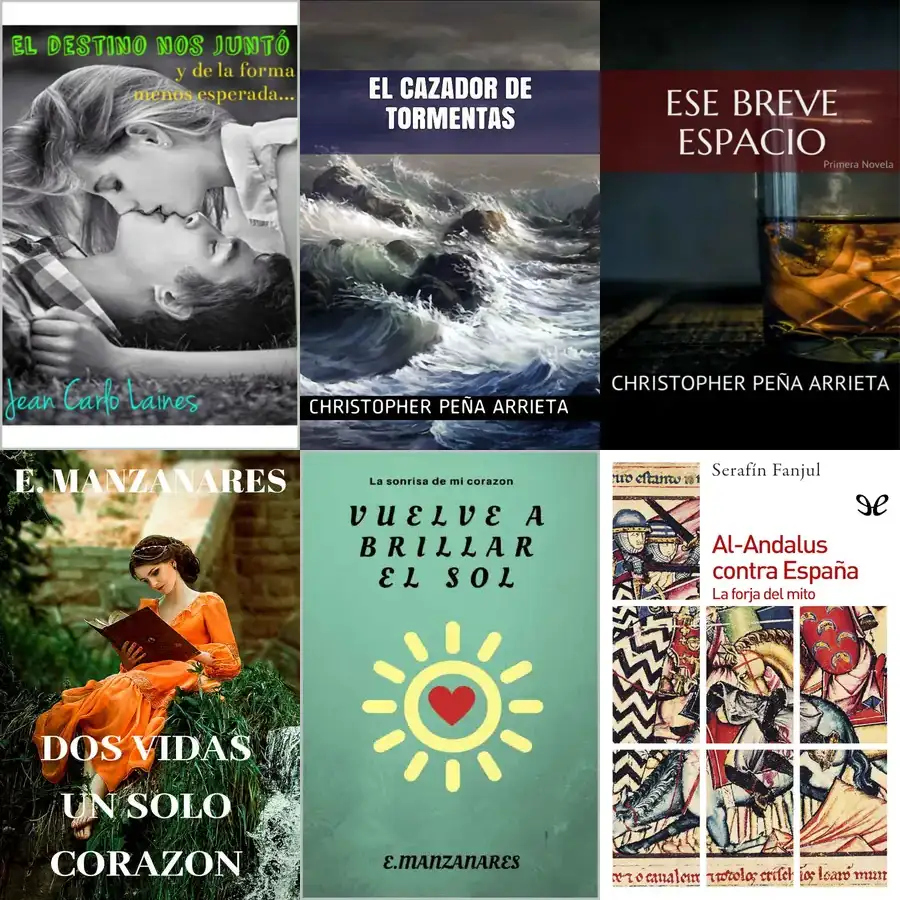 EL DESTINO NOS JUNTÓ
y de la forma
menos esperada...
Jean Carlo Laines
EL CAZADOR DE
TORMENTAS
CHRISTOPHER PEÑA ARRIETA
ESE BREVE
ESPACIO
Primera Novela
CHRISTOPHER PEÑA ARRIETA
E. MANZANARES
DOS VIDAS
UN SOLO
CORAZON
La sonrisa de mi corazon
VUELVE A
BRILLAR
EL SOL
E.MANZANARES
Serafín Fanjul
Al-Andalus
contra España
La forja del mito